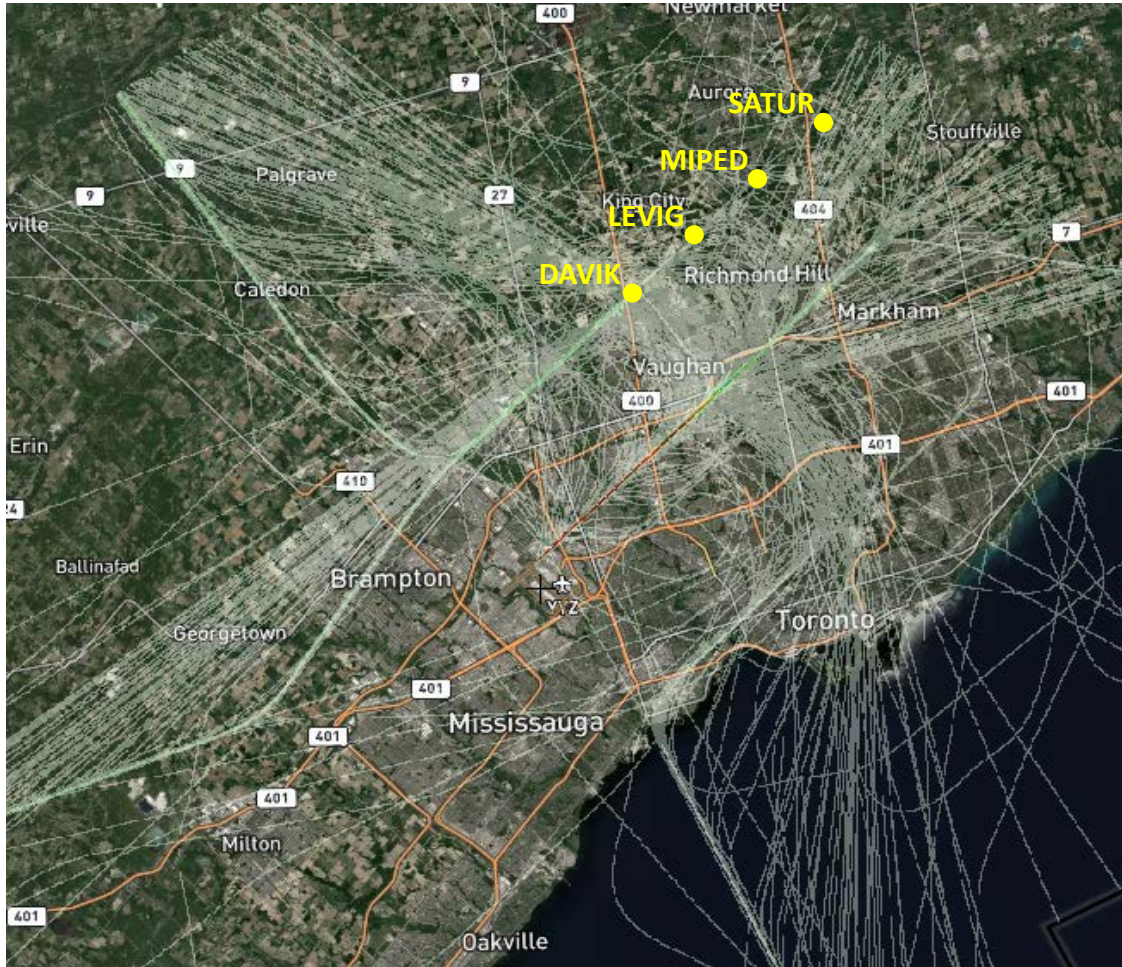 Newmarket
400
9
Aurora
SATUR
Stouffville
MIPED
9
Palgrave
9
27
King City
404
LEVIG
7
ville
DAVIK
Richmond Hill
Caledon
Markham
Vaughan
401
400
Erin
401
410
24
Ballinafad
Brampton
YYZ
Georgetown
Toronto
401
Mississauga
401
401
Milton
401
Oakville